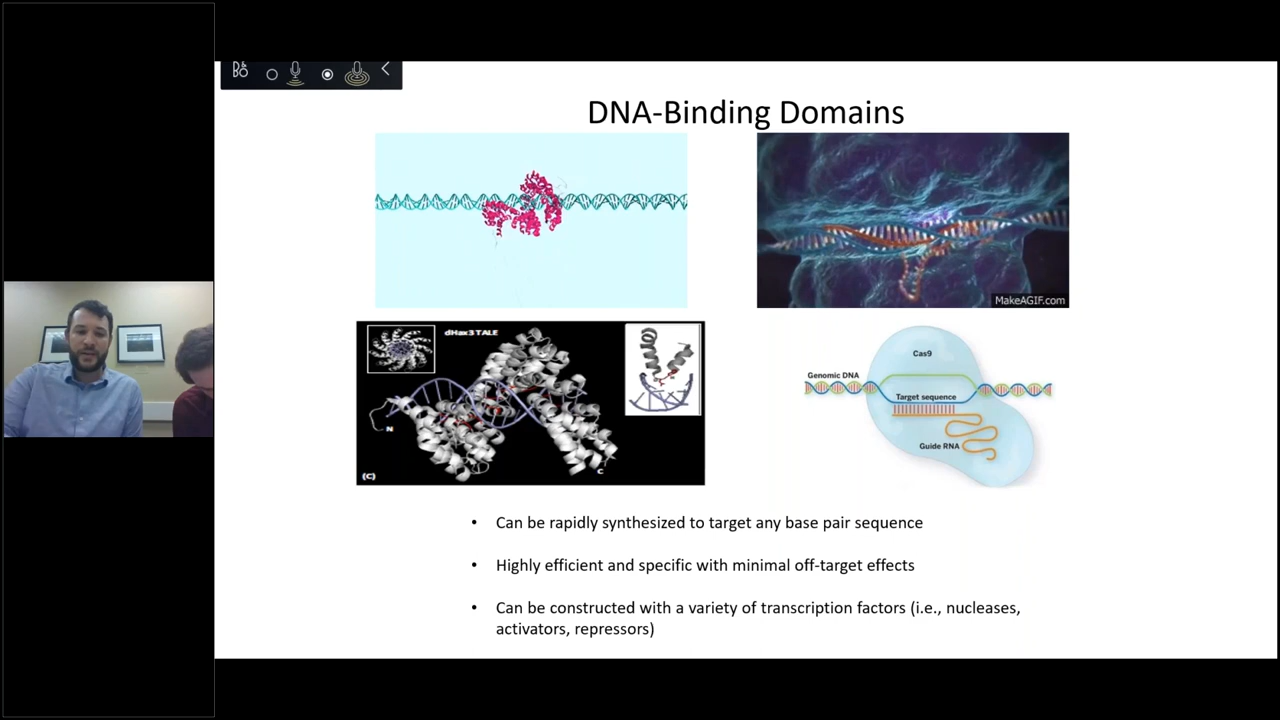 DNA-Binding Domains
MakeAGIF.com
dHax3 TALE
N
C
(C)
Cas9
Genomic DNA
Target sequence
Guide RNA
• Can be rapidly synthesized to target any base pair sequence
• Highly efficient and specific with minimal off-target effects
• Can be constructed with a variety of transcription factors (i.e., nucleases,
activators, repressors)